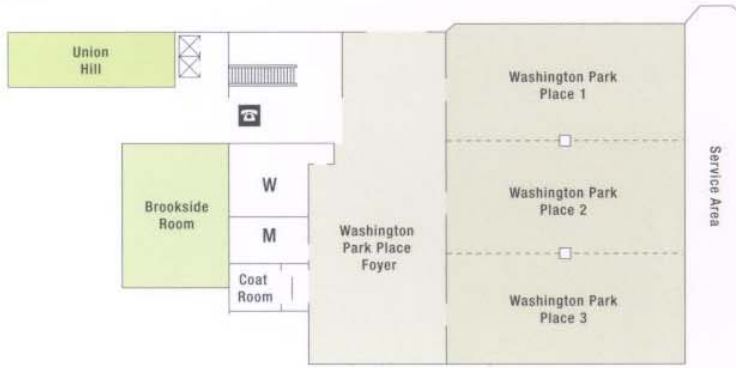 Union
Hill
Washington Park
Place 1
Brookside
Room
W
M
Coat
Room
Washington
Park Place
Foyer
Washington Park
Place 2
Washington Park
Place 3
Service Area